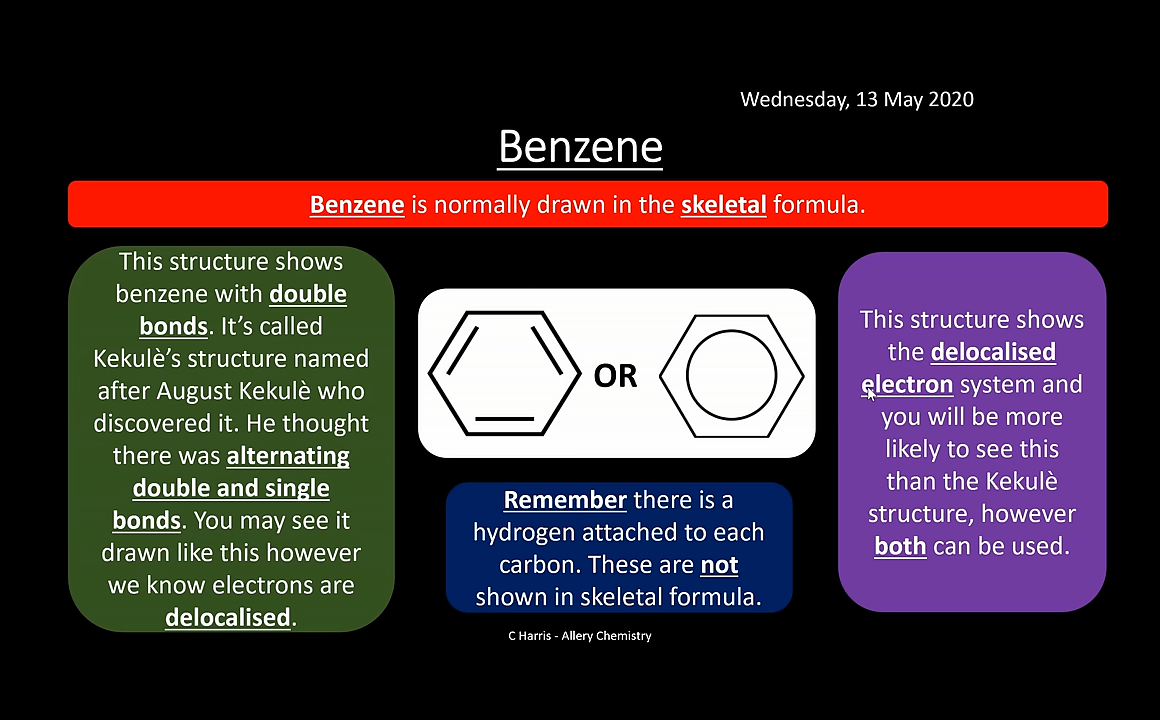 Wednesday, 13 May 2020
Benzene
Benzene is normally drawn in the skeletal formula.
This structure shows
benzene with double
bonds. It’s called
Kekulè’s structure named
after August Kekulè who
discovered it. He thought
there was alternating
double and single
bonds. You may see it
drawn like this however
we know electrons are
delocalised.
OR
Remember there is a
hydrogen attached to each
carbon. These are not
shown in skeletal formula.
This structure shows
the delocalised
electron system and
you will be more
likely to see this
than the Kekulè
structure, however
both can be used.
C Harris - Allery Chemistry